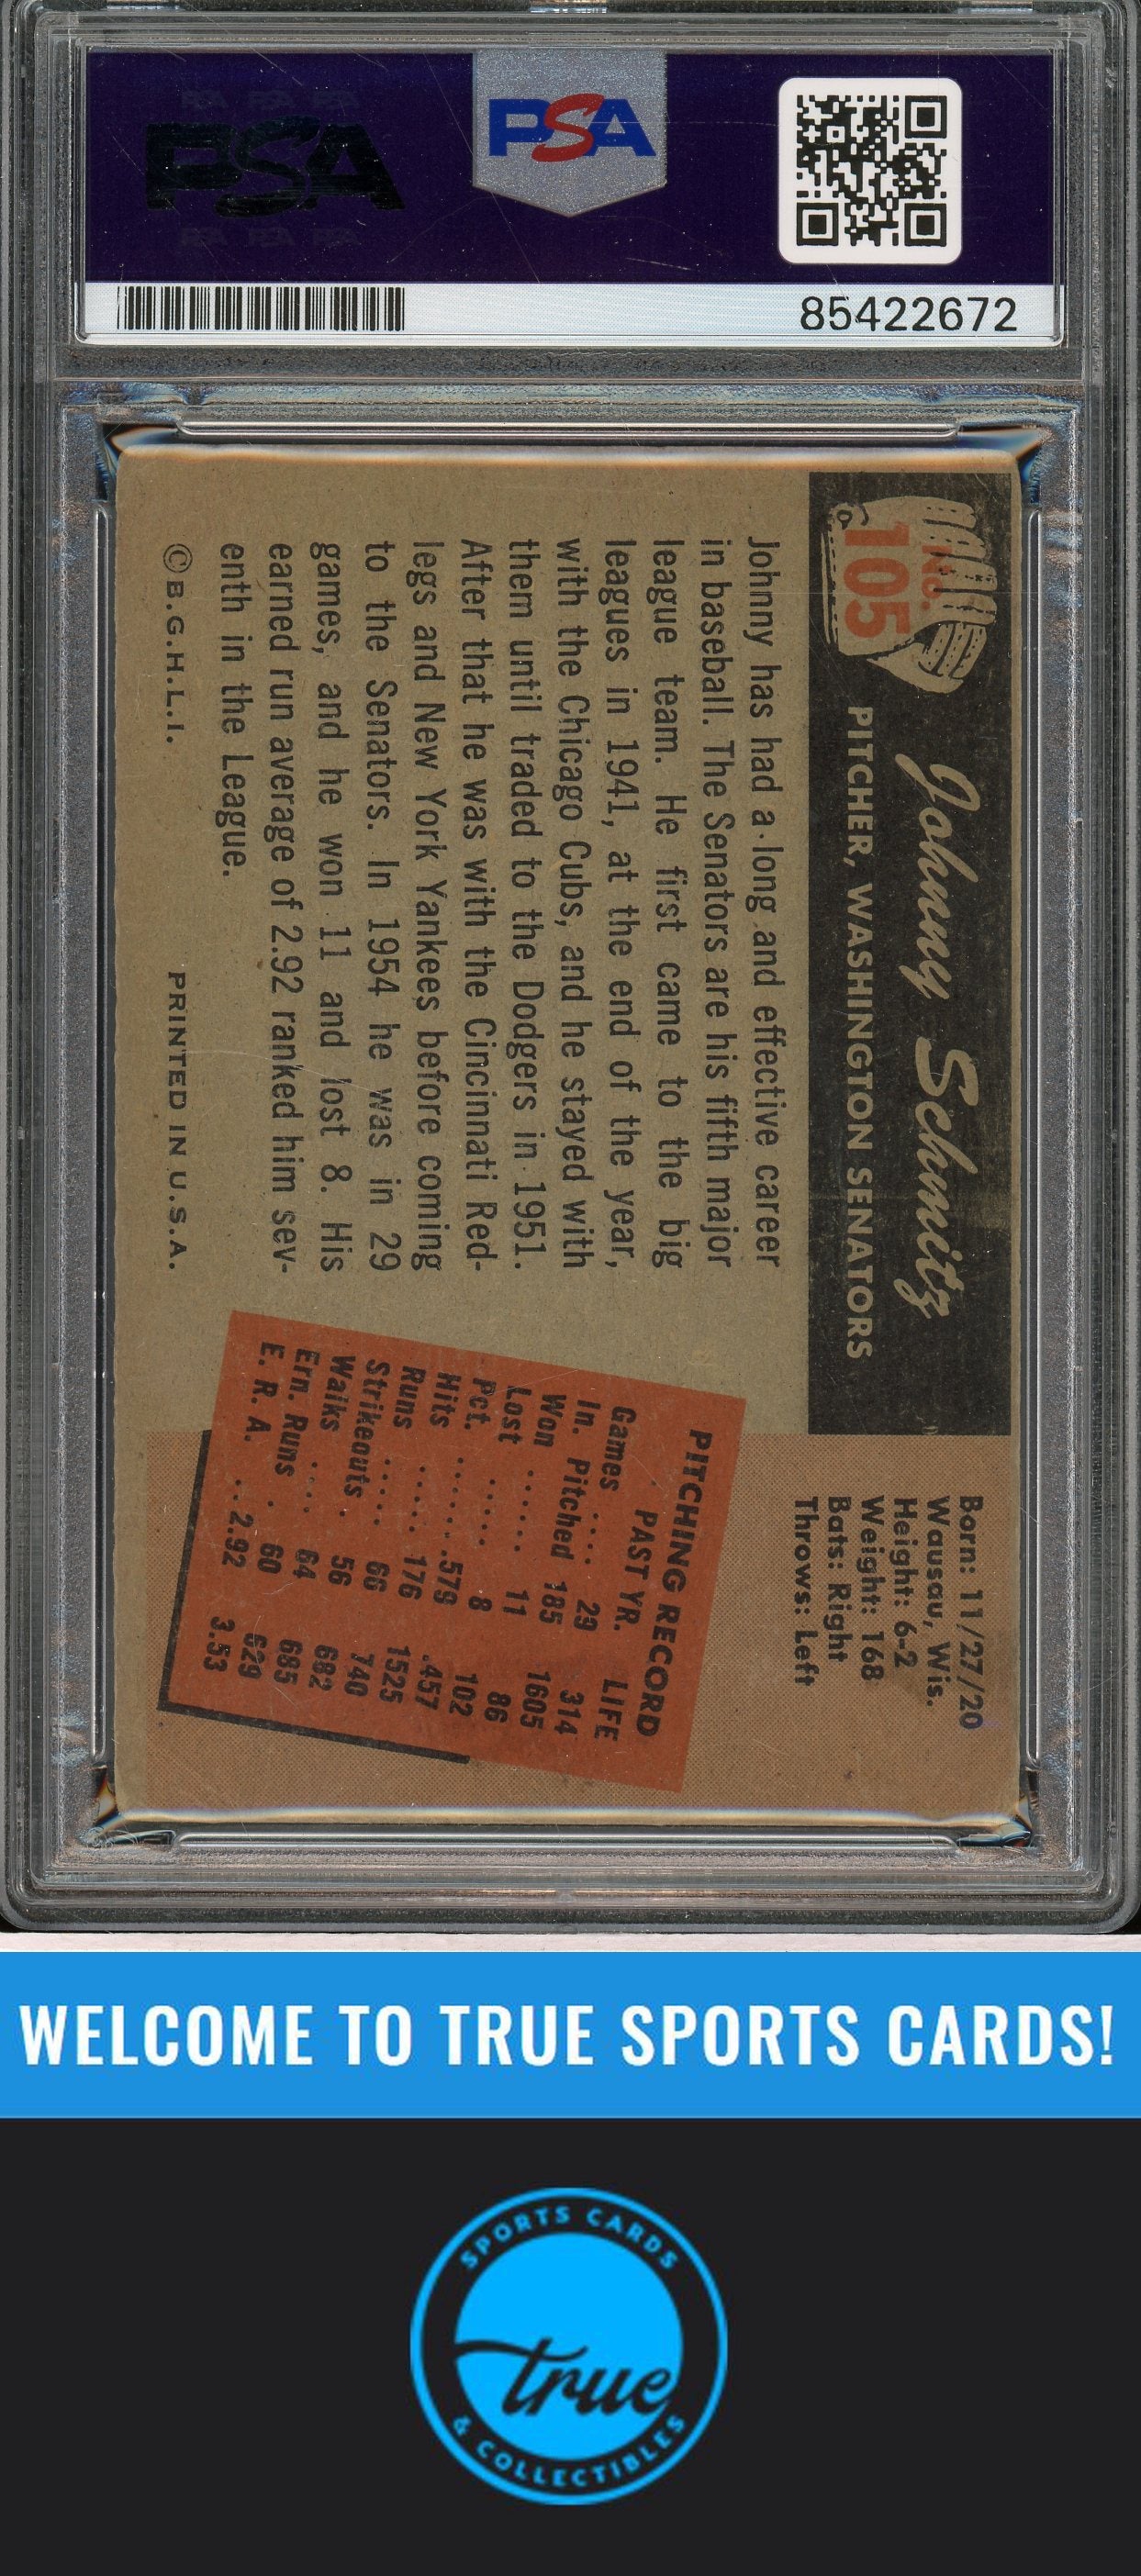 PSA
PSA
85422672
No.
105
Johnny Schmitz
PITCHER, WASHINGTON SENATORS
Johnny has had a long and effective career
in baseball. The Senators are his fifth major
league team. He first came to the big
leagues in 1941, at the end of the year,
with the Chicago Cubs, and he stayed with
them until traded to the Dodgers in 1951.
After that he was with the Cincinnati Red-
legs and New York Yankees before coming
to the Senators. In 1954 he was in 29
games, and he won 11 and lost 8. His
earned run average of 2.92 ranked him sev-
enth in the League.
© B.G.H.L.I. PRINTED IN U.S.A.
Born: 11/27/20
Wausau, Wis.
Height: 6-2
Weight: 168
Bats: Right
Throws: Left
PITCHING RECORD
PAST YR. LIFE
Games .... 29 314
In. Pitched 185 1605
Won ...... 11 86
Lost ..... 8 102
Pct. ...... .579 .457
Hits ..... 176 1525
Runs ..... 66 740
Strikeouts . 56 682
Walks .... 64 685
Ern. Runs . 60 629
E. R. A. .. 2.92 3.53
WELCOME TO TRUE SPORTS CARDS!
SPORTS CARDS
true
& COLLECTIBLES